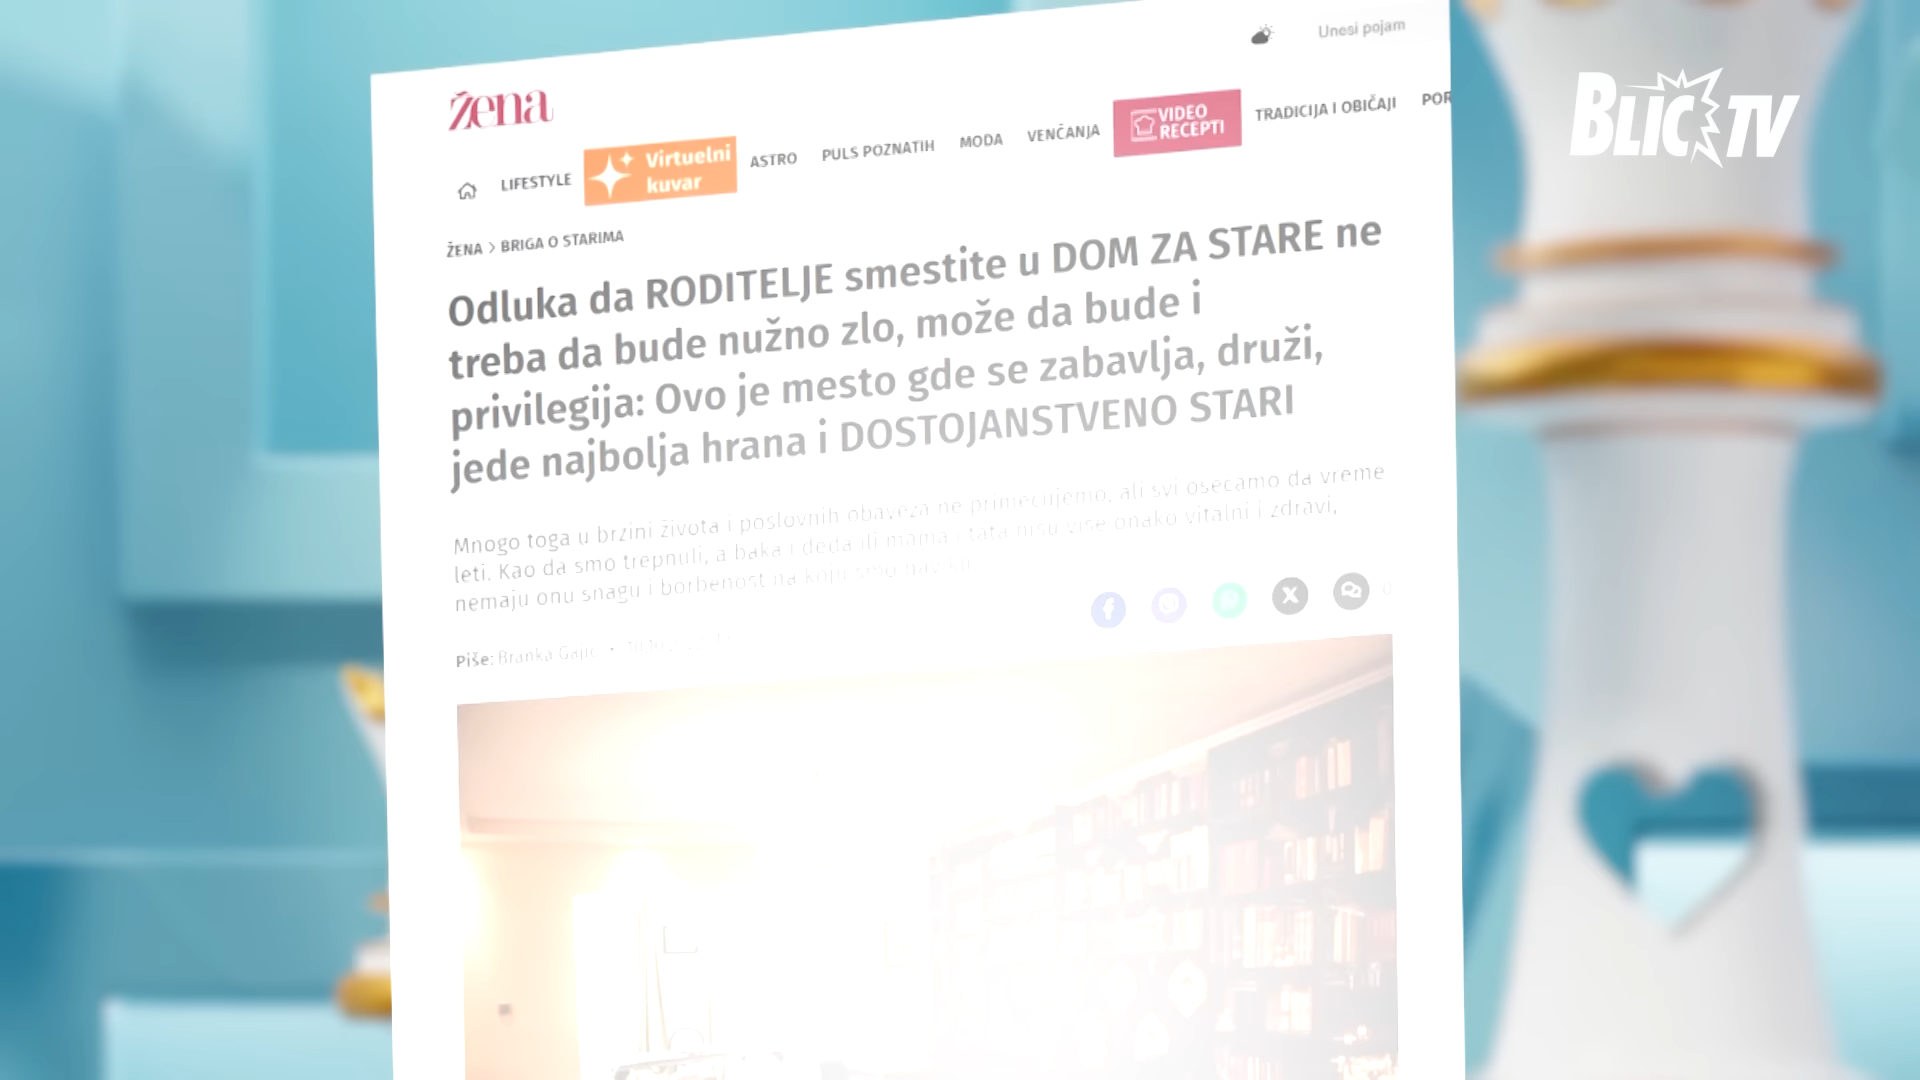 Unesi pojam
BLIC TV
žena
LIFESTYLE
Virtuelni
kuvar
ASTRO
PULS POZNATIH
MODA
VENČANJA
VIDEO
RECEPTI
TRADICIJA I OBIČAJI
POR
ŽENA > BRIGA O STARIMA
Odluka da RODITELJE smestite u DOM ZA STARE ne
treba da bude nužno zlo, može da bude i
privilegija: Ovo je mesto gde se zabavlja, druži,
jede najbolja hrana i DOSTOJANSTVENO STARI
Mnogo toga u brzini života i poslovnih obaveza ne primećujemo, ali svi osećamo da vreme
leti. Kao da smo trepnuli, a baka i deda ili mama i tata nisu više onako vitalni i zdravi,
nemaju onu snagu i borbenost na koju smo
0
Piše: Branka Gajić